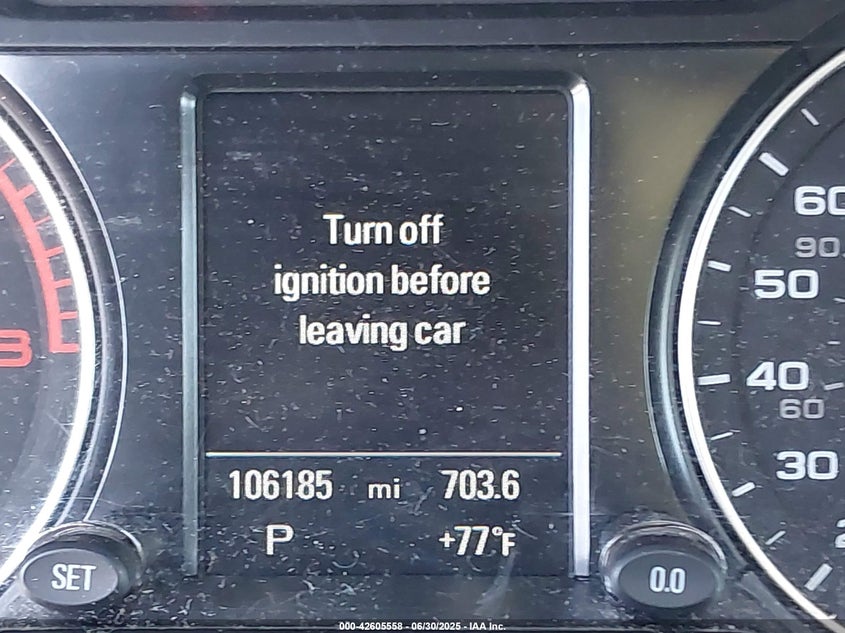 Turn off
ignition before
leaving car
106185 mi 703.6
P +77°F
SET
0.0
60
90
50
40
60
30
8
000-42605558 - 06/30/2025 - IAA Inc.